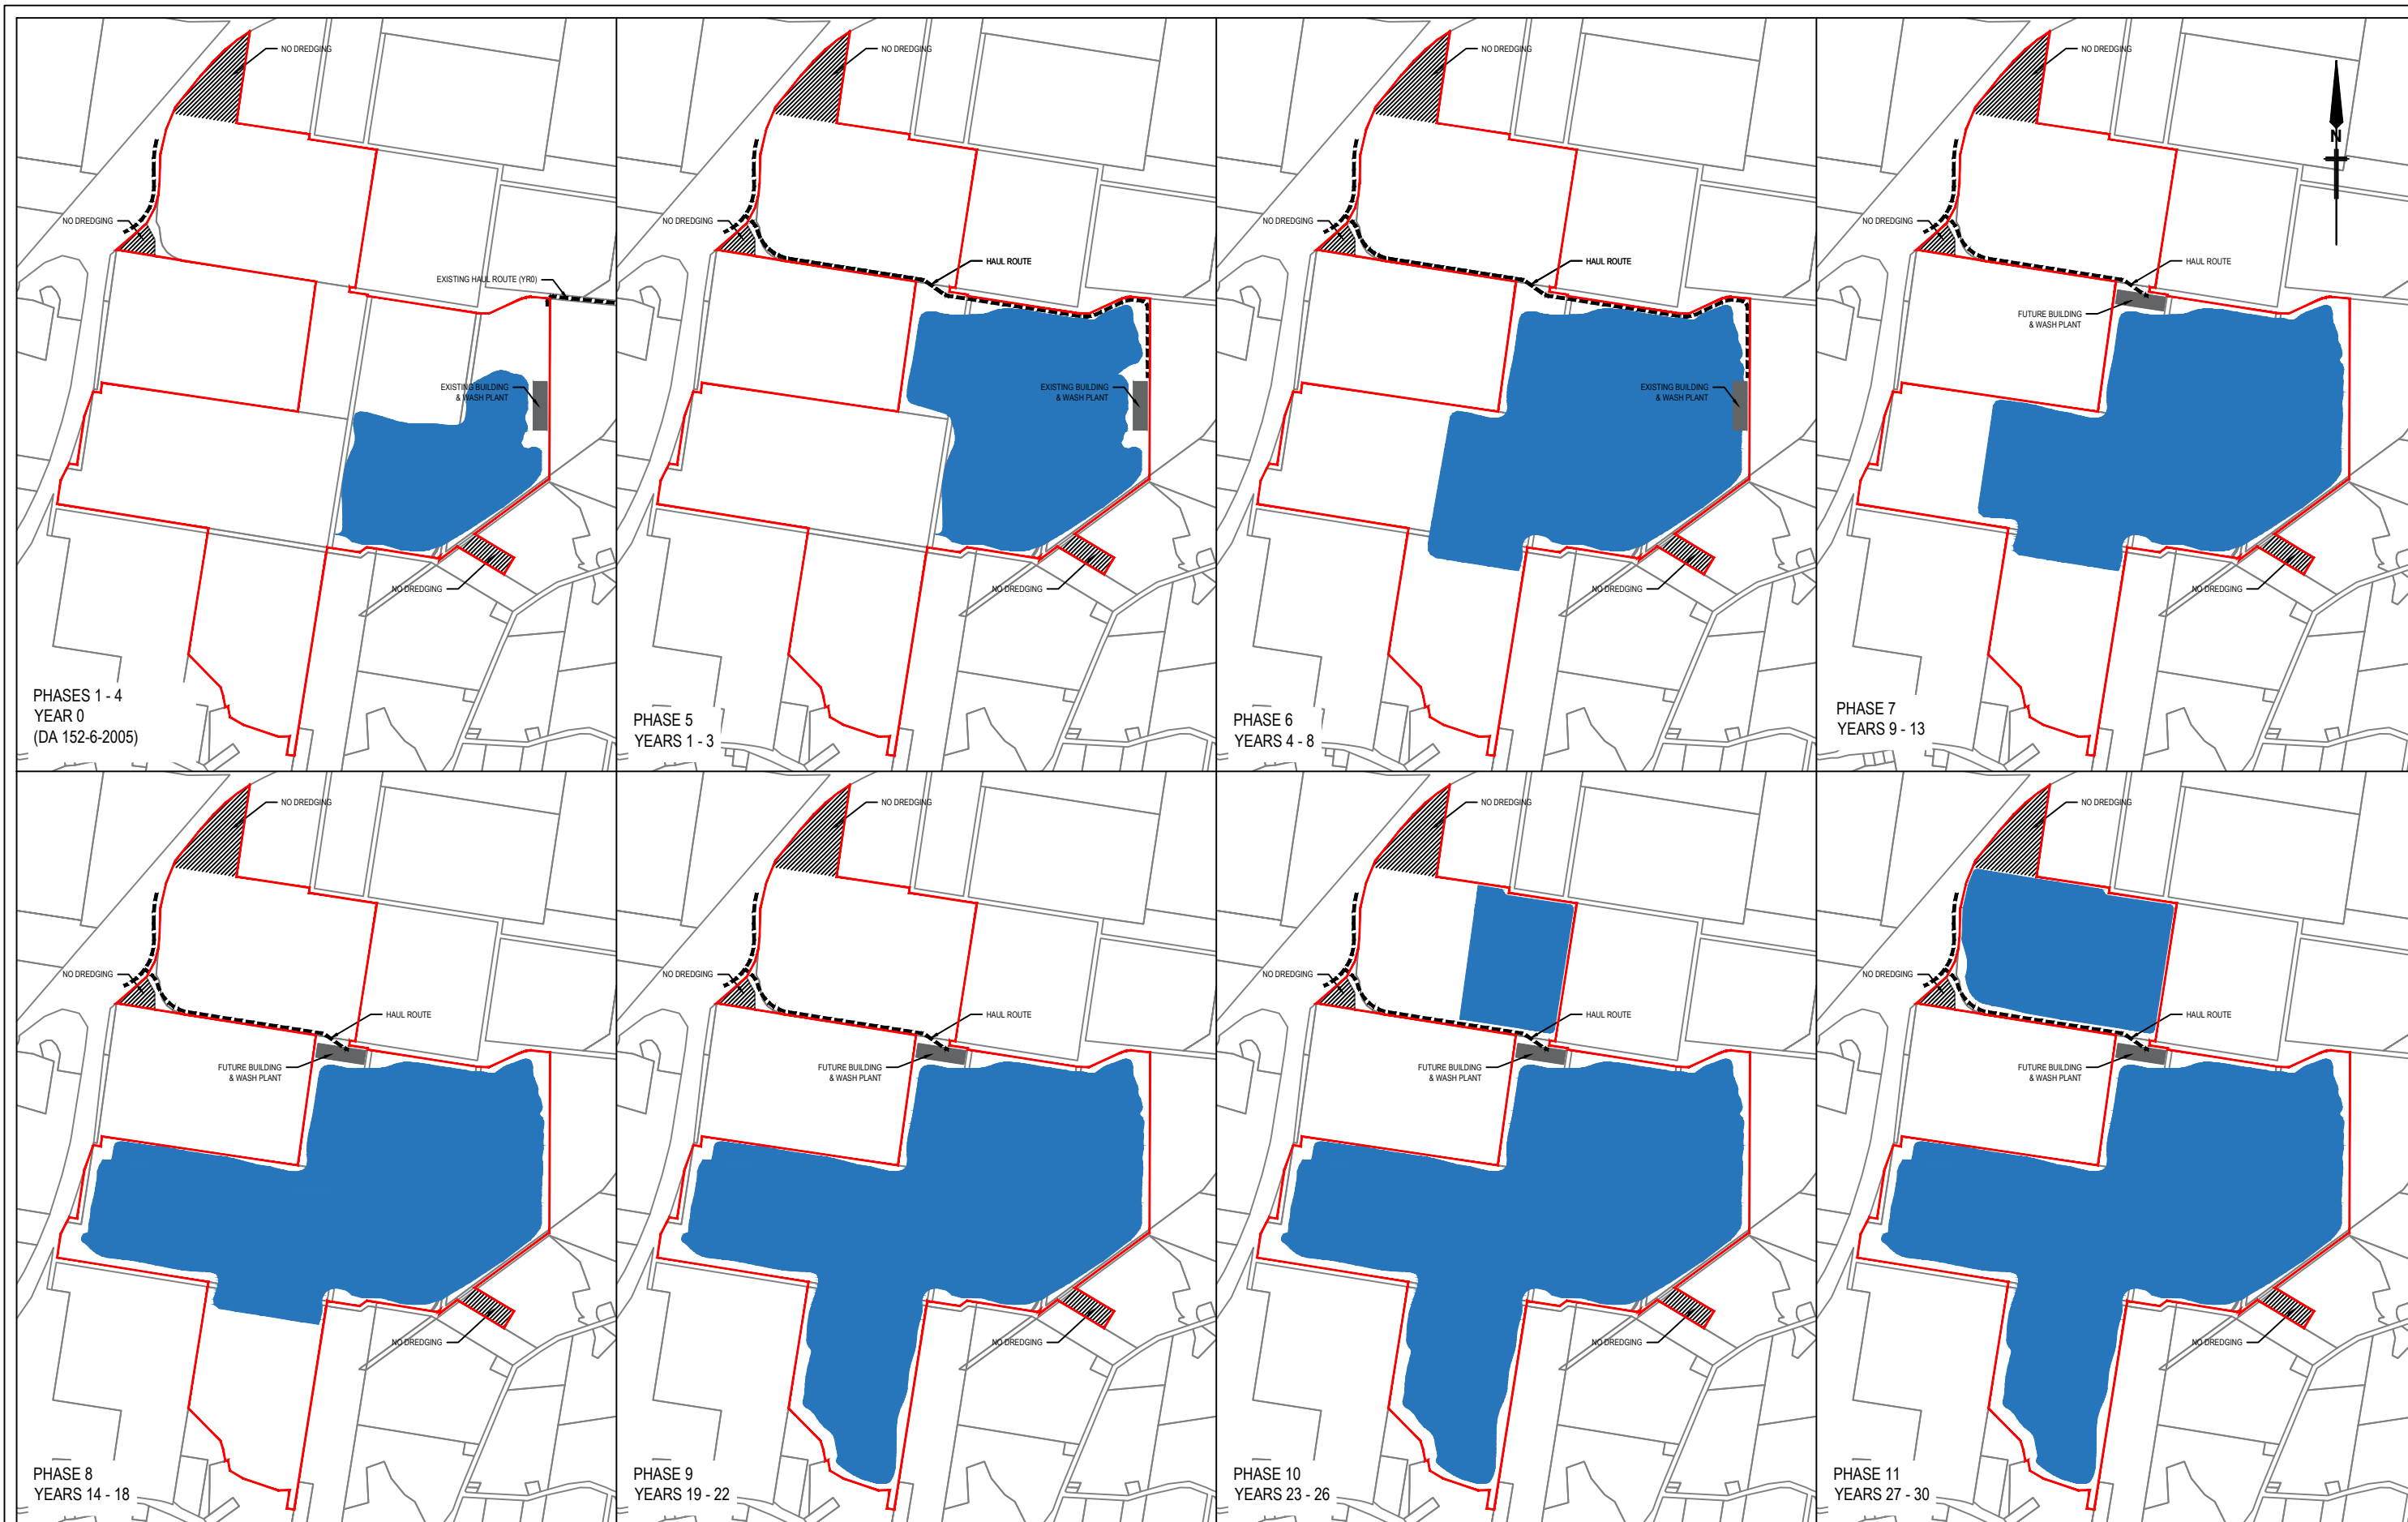 NO DREDGING
NO DREDGING
EXISTING HAUL ROUTE (YR0)
EXISTING BUILDING
& WASH PLANT
NO DREDGING
PHASES 1 - 4
YEAR 0
(DA 152-6-2005)
NO DREDGING
NO DREDGING
HAUL ROUTE
EXISTING BUILDING
& WASH PLANT
NO DREDGING
PHASE 5
YEARS 1 - 3
NO DREDGING
NO DREDGING
HAUL ROUTE
EXISTING BUILDING
& WASH PLANT
NO DREDGING
PHASE 6
YEARS 4 - 8
NO DREDGING
N
NO DREDGING
HAUL ROUTE
FUTURE BUILDING
& WASH PLANT
NO DREDGING
PHASE 7
YEARS 9 - 13
NO DREDGING
NO DREDGING
HAUL ROUTE
FUTURE BUILDING
& WASH PLANT
NO DREDGING
PHASE 8
YEARS 14 - 18
NO DREDGING
NO DREDGING
HAUL ROUTE
FUTURE BUILDING
& WASH PLANT
NO DREDGING
PHASE 9
YEARS 19 - 22
NO DREDGING
NO DREDGING
HAUL ROUTE
FUTURE BUILDING
& WASH PLANT
NO DREDGING
PHASE 10
YEARS 23 - 26
NO DREDGING
NO DREDGING
HAUL ROUTE
FUTURE BUILDING
& WASH PLANT
NO DREDGING
PHASE 11
YEARS 27 - 30